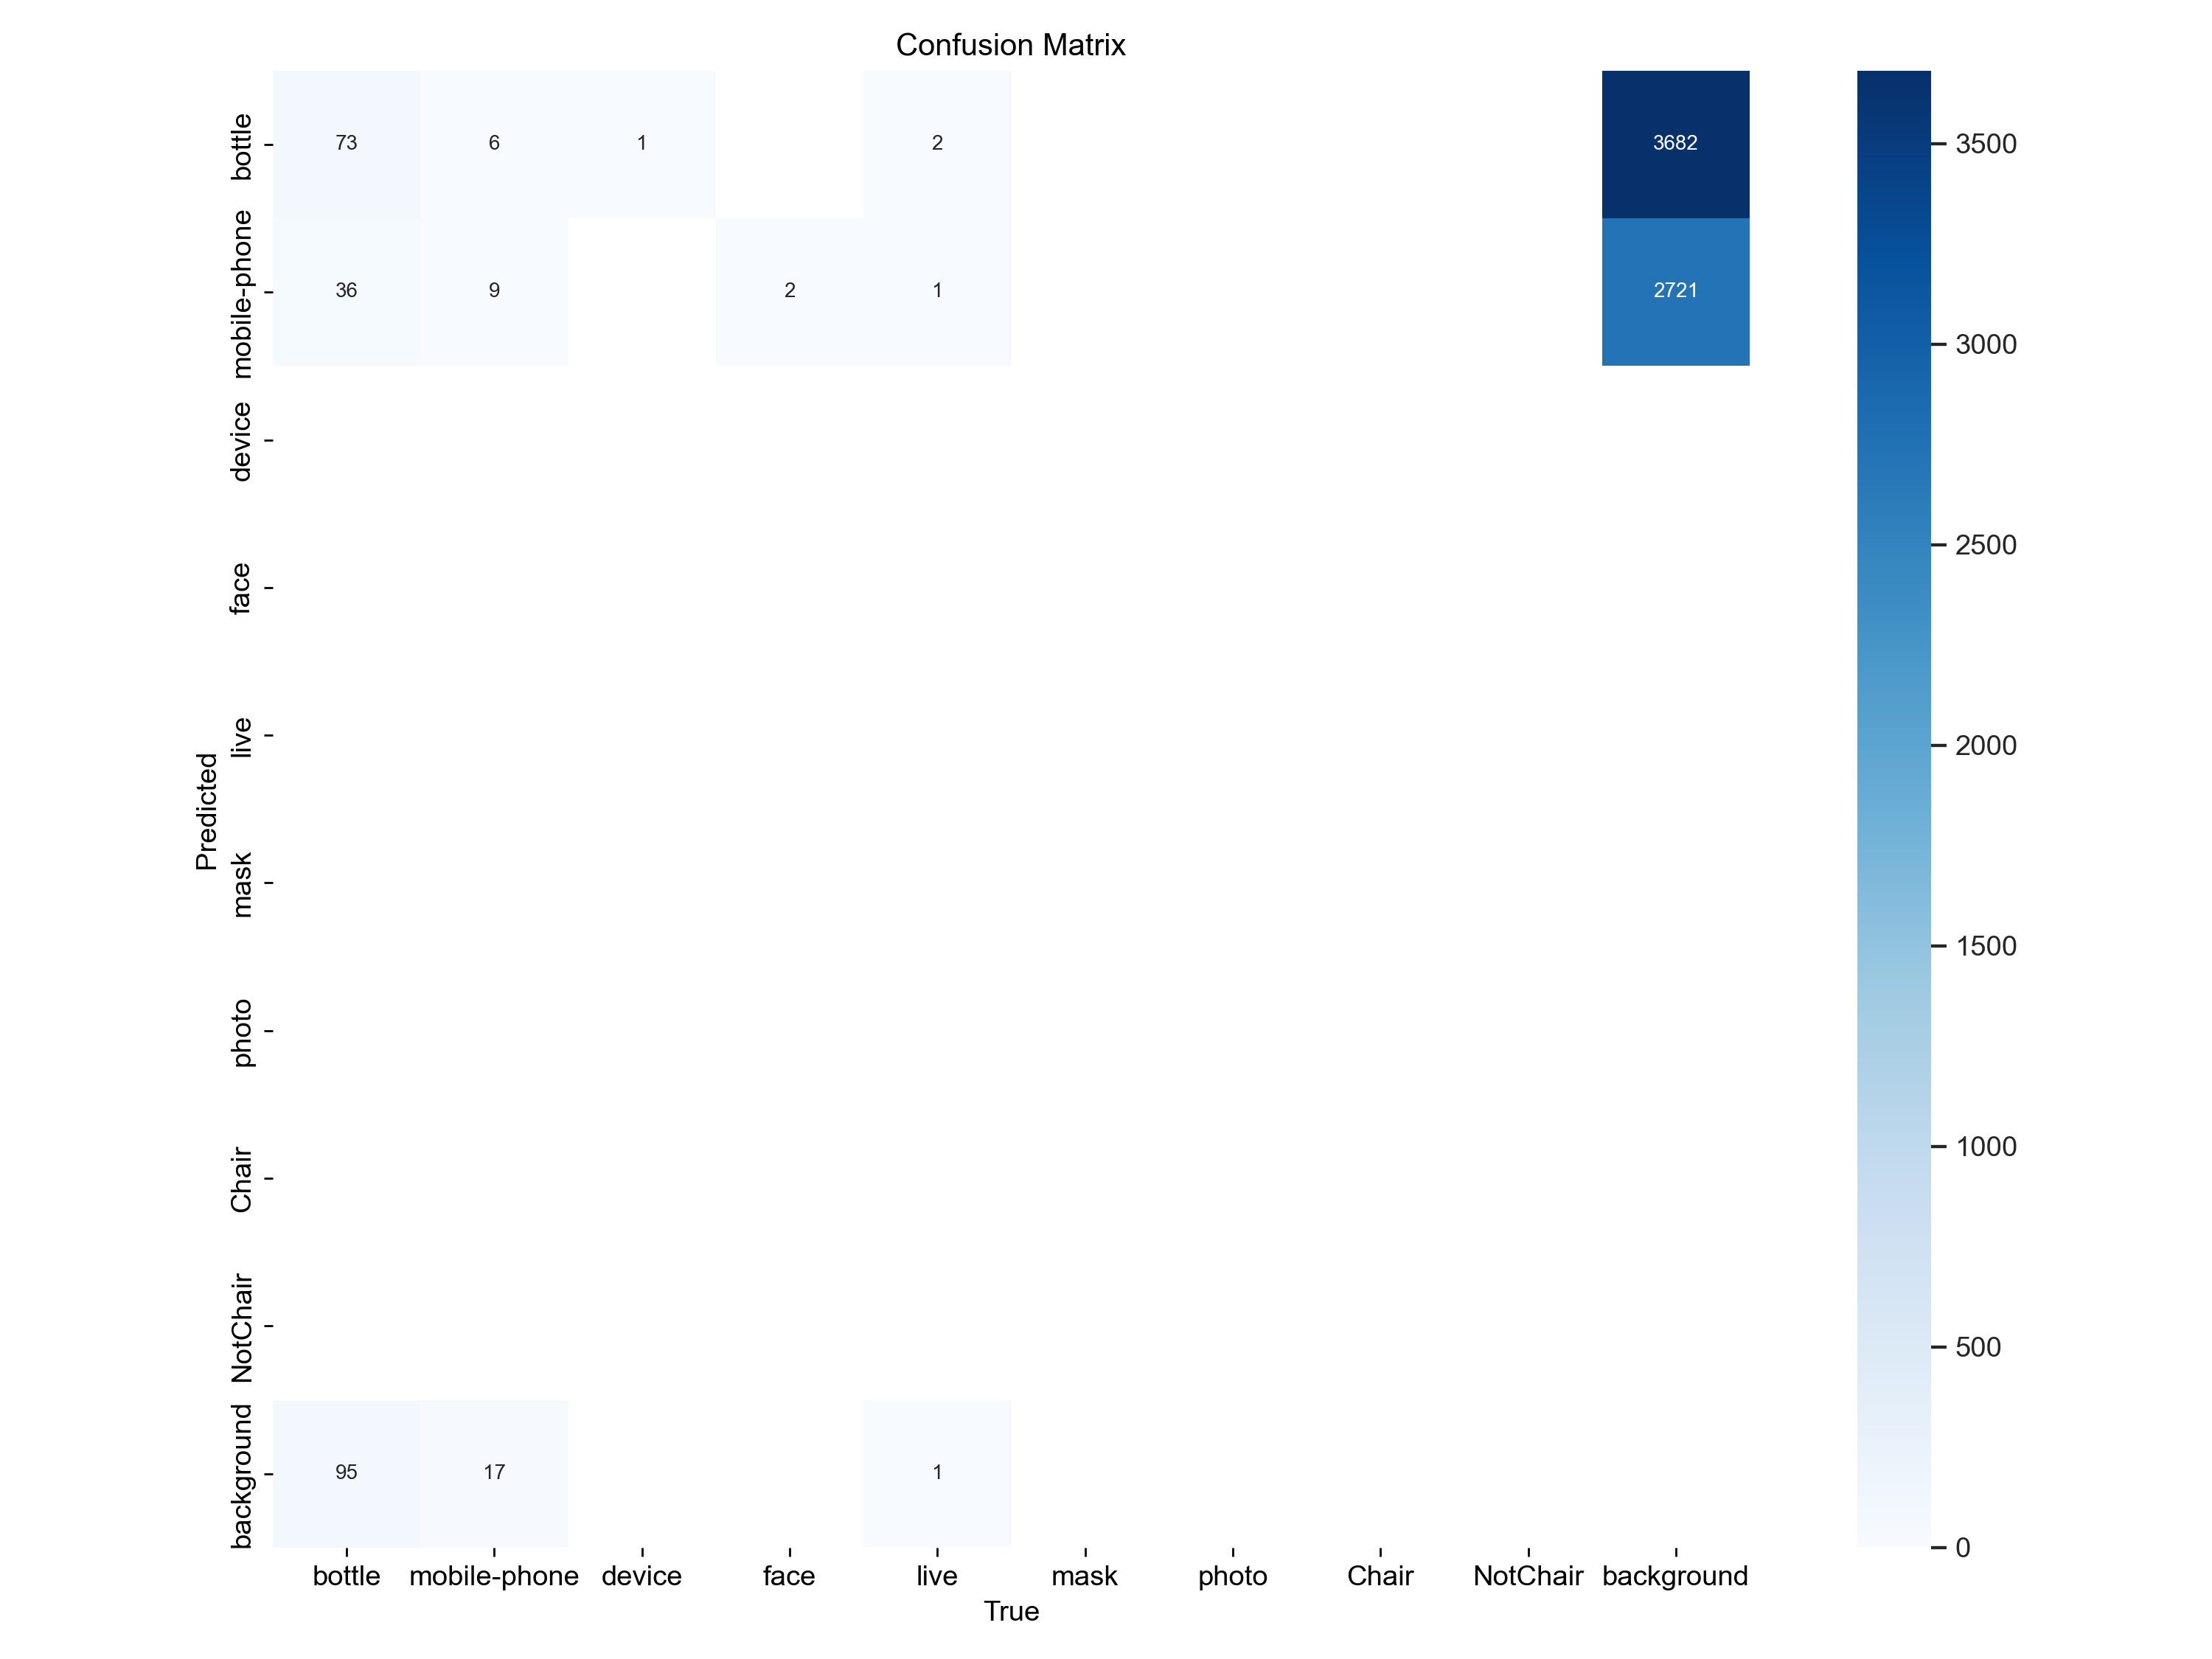 Confusion Matrix
bottle
73
6
1
2
3682
mobile-phone
36
9
2
1
2721
device
face
live
mask
photo
Chair
NotChair
background
95
17
1
Predicted
bottle
mobile-phone
device
face
live
mask
photo
Chair
NotChair
background
True
3500
3000
2500
2000
1500
1000
500
0